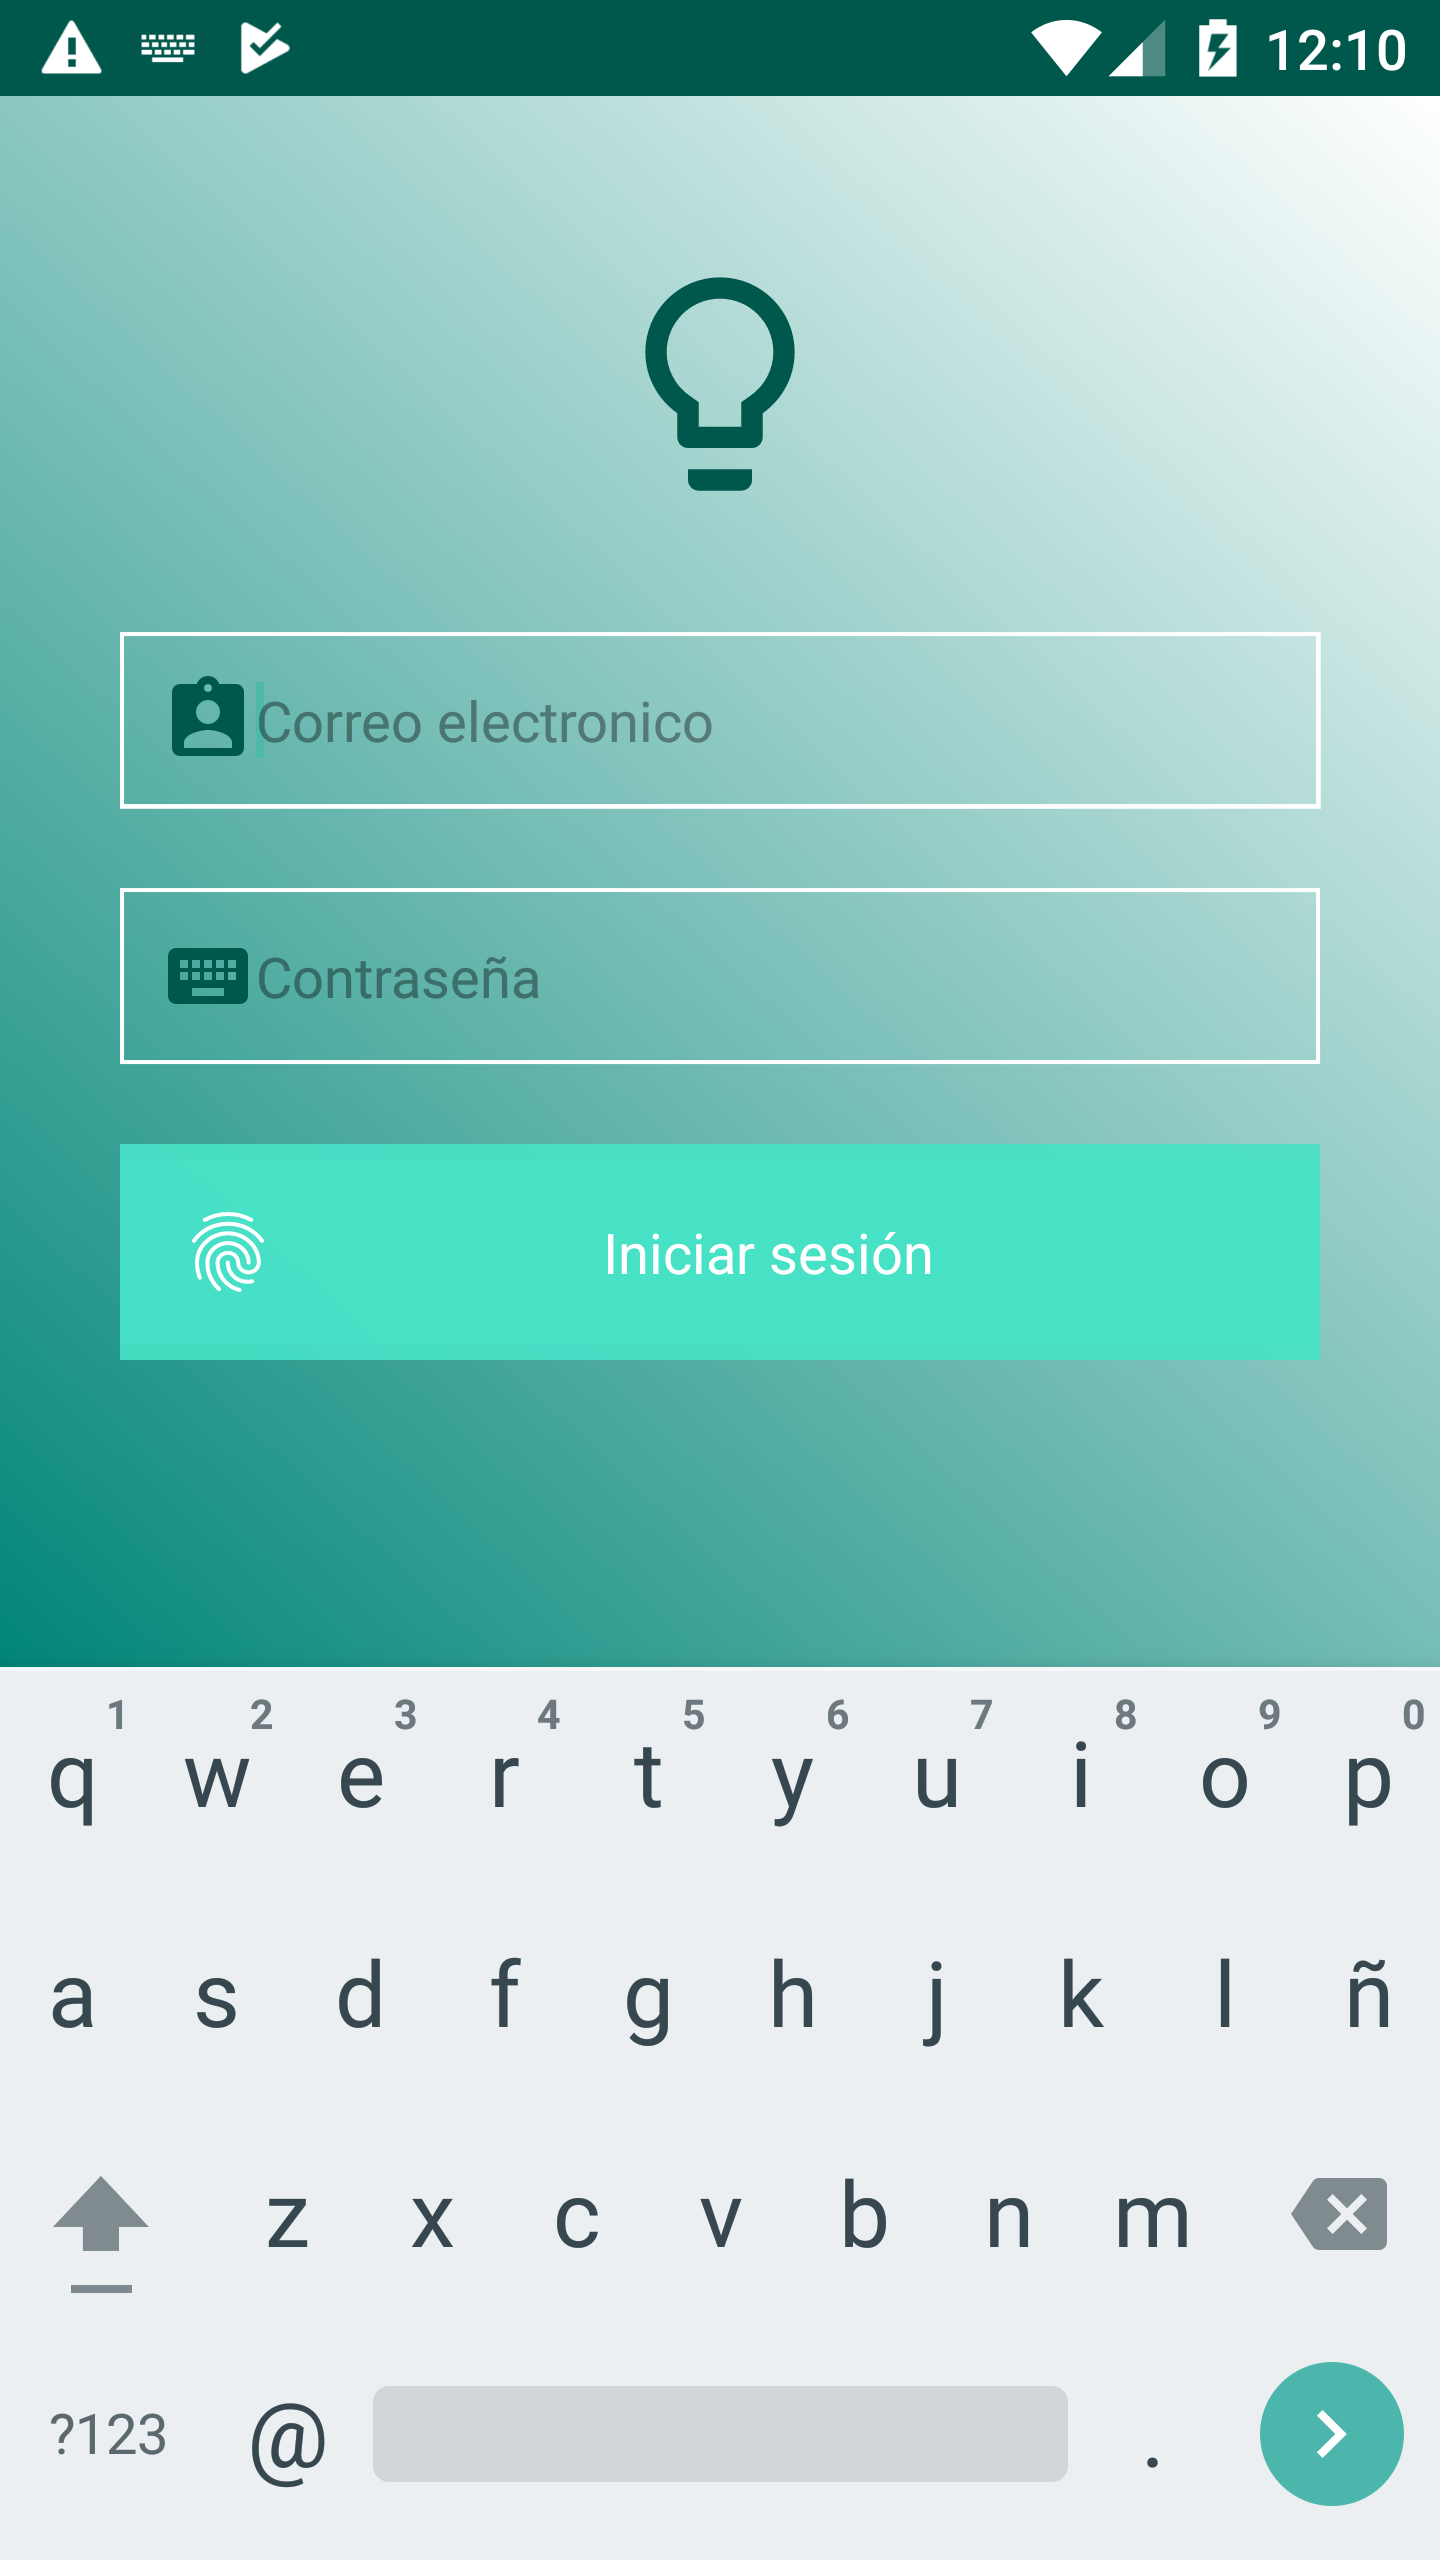 12:10
Correo electronico
Contraseña
Iniciar sesión
1 2 3 4 5 6 7 8 9 0
q w e r t y u i o p
a s d f g h j k l ñ
z x c v b n m
?123 @ .